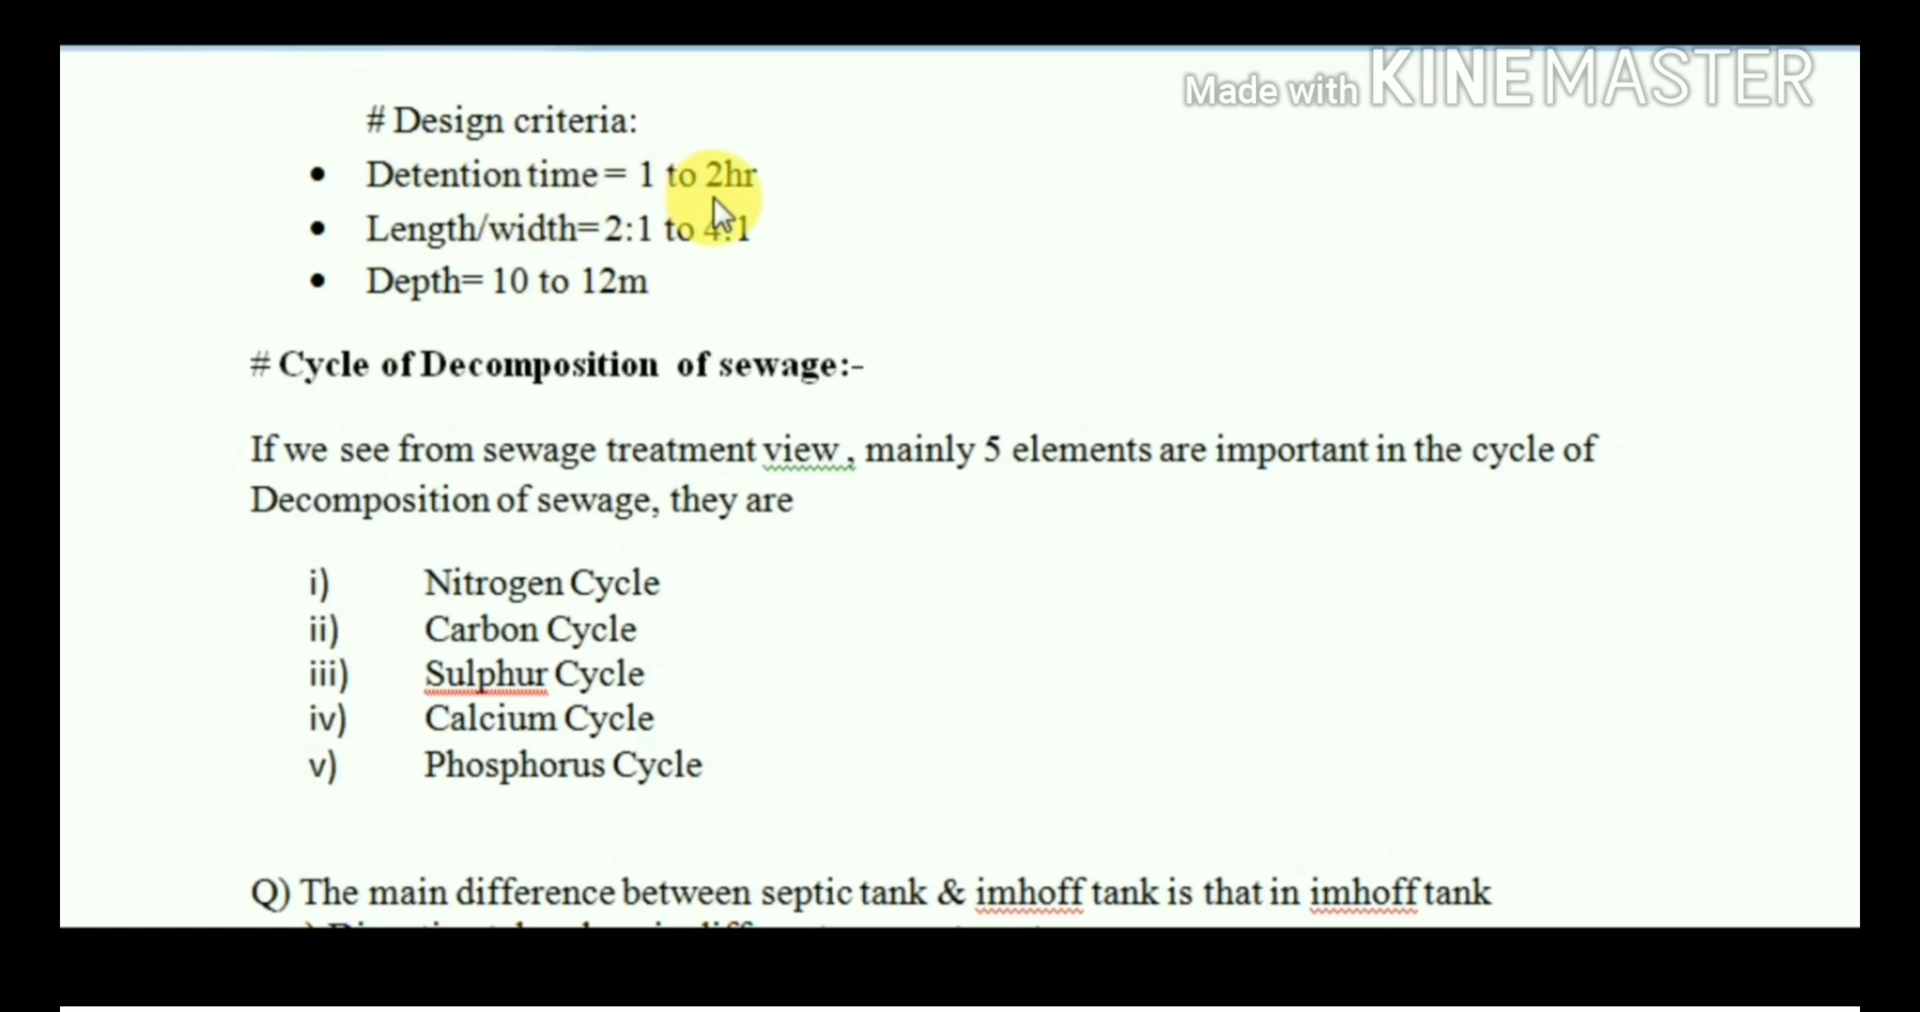 Made with KINEMASTER
# Design criteria:
• Detention time= 1 to 2hr
• Length/width=2:1 to 4:1
• Depth= 10 to 12m
# Cycle of Decomposition of sewage:-
If we see from sewage treatment view , mainly 5 elements are important in the cycle of
Decomposition of sewage, they are
i) Nitrogen Cycle
ii) Carbon Cycle
iii) Sulphur Cycle
iv) Calcium Cycle
v) Phosphorus Cycle
Q) The main difference between septic tank & imhoff tank is that in imhoff tank